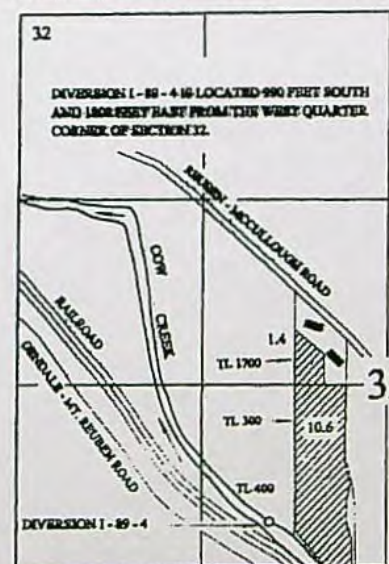 32
DIVERSION I - 89 - 4 IS LOCATED 990 FEET SOUTH
AND FEET EAST FROM THE WEST QUARTER
CORNER OF SECTION 32.
REUBEN - MCCULLOUGH ROAD
COW
CREEK
RAILROAD
GLENDALE - MT. REUBEN ROAD
1.4
TL 1700
3
TL 300
10.6
TL 400
DIVERSION I - 89 - 4